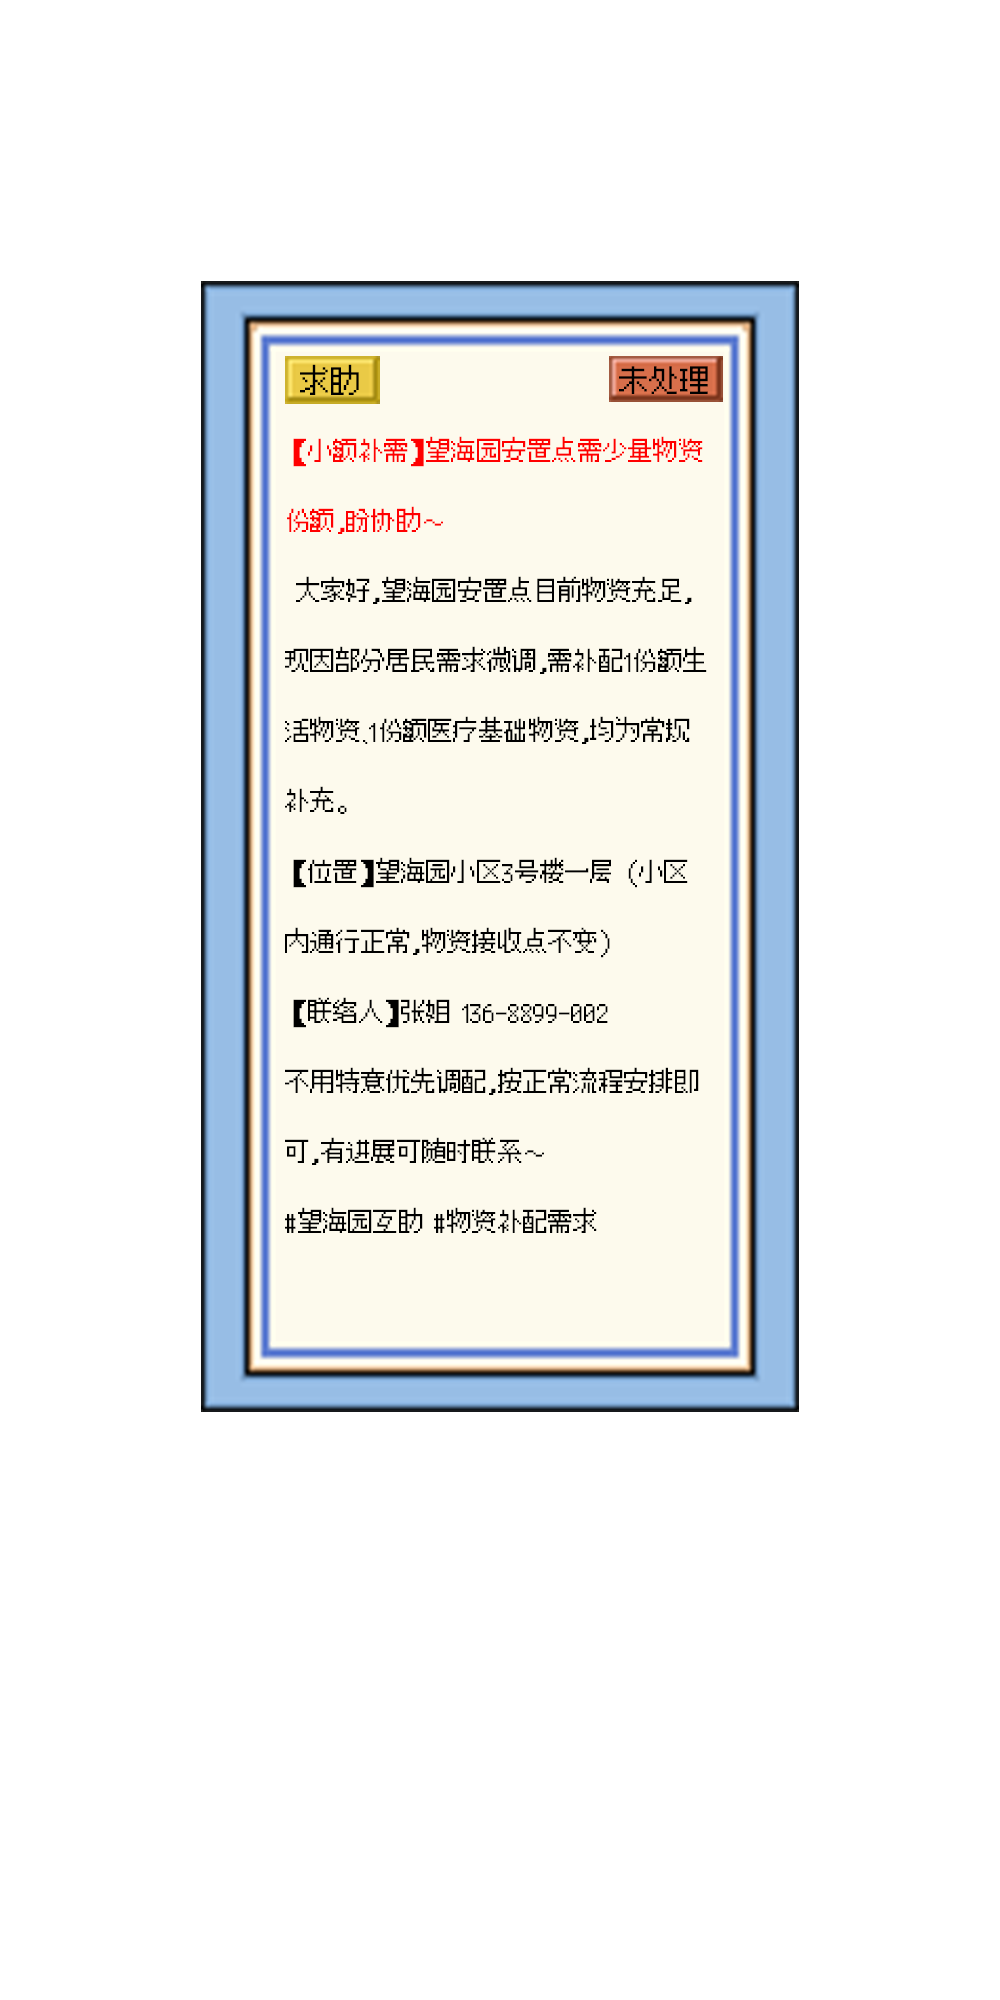 求助 未处理
【小额补需】望海园安置点需少量物资
份额,盼协助～
大家好,望海园安置点目前物资充足,
现因部分居民需求微调,需补配1份额生
活物资、1份额医疗基础物资,均为常规
补充。
【位置】望海园小区3号楼一层（小区
内通行正常,物资接收点不变）
【联络人】张姐 136-8899-002
不用特意优先调配,按正常流程安排即
可,有进展可随时联系～
#望海园互助 #物资补配需求